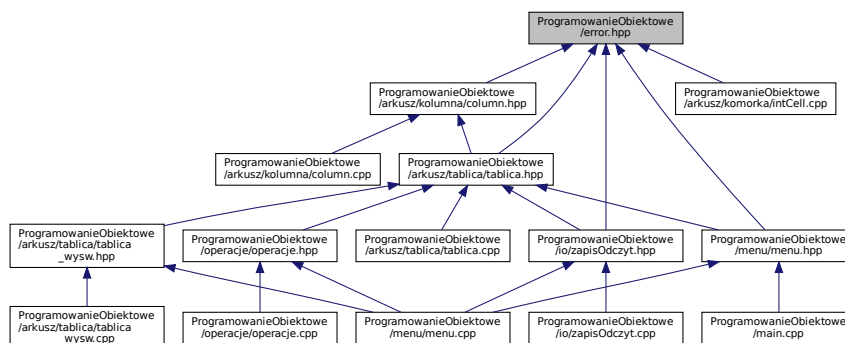 ProgramowanieObiektowe
/error.hpp
ProgramowanieObiektowe
/arkusz/kolumna/column.hpp
ProgramowanieObiektowe
/arkusz/komorka/intCell.cpp
ProgramowanieObiektowe
/arkusz/kolumna/column.cpp
ProgramowanieObiektowe
/arkusz/tablica/tablica.hpp
ProgramowanieObiektowe
/arkusz/tablica/tablica
_wysw.hpp
ProgramowanieObiektowe
/operacje/operacje.hpp
ProgramowanieObiektowe
/arkusz/tablica/tablica.cpp
ProgramowanieObiektowe
/io/zapisOdczyt.hpp
ProgramowanieObiektowe
/menu/menu.hpp
ProgramowanieObiektowe
/arkusz/tablica/tablica
_wysw.cpp
ProgramowanieObiektowe
/operacje/operacje.cpp
ProgramowanieObiektowe
/menu/menu.cpp
ProgramowanieObiektowe
/io/zapisOdczyt.cpp
ProgramowanieObiektowe
/main.cpp